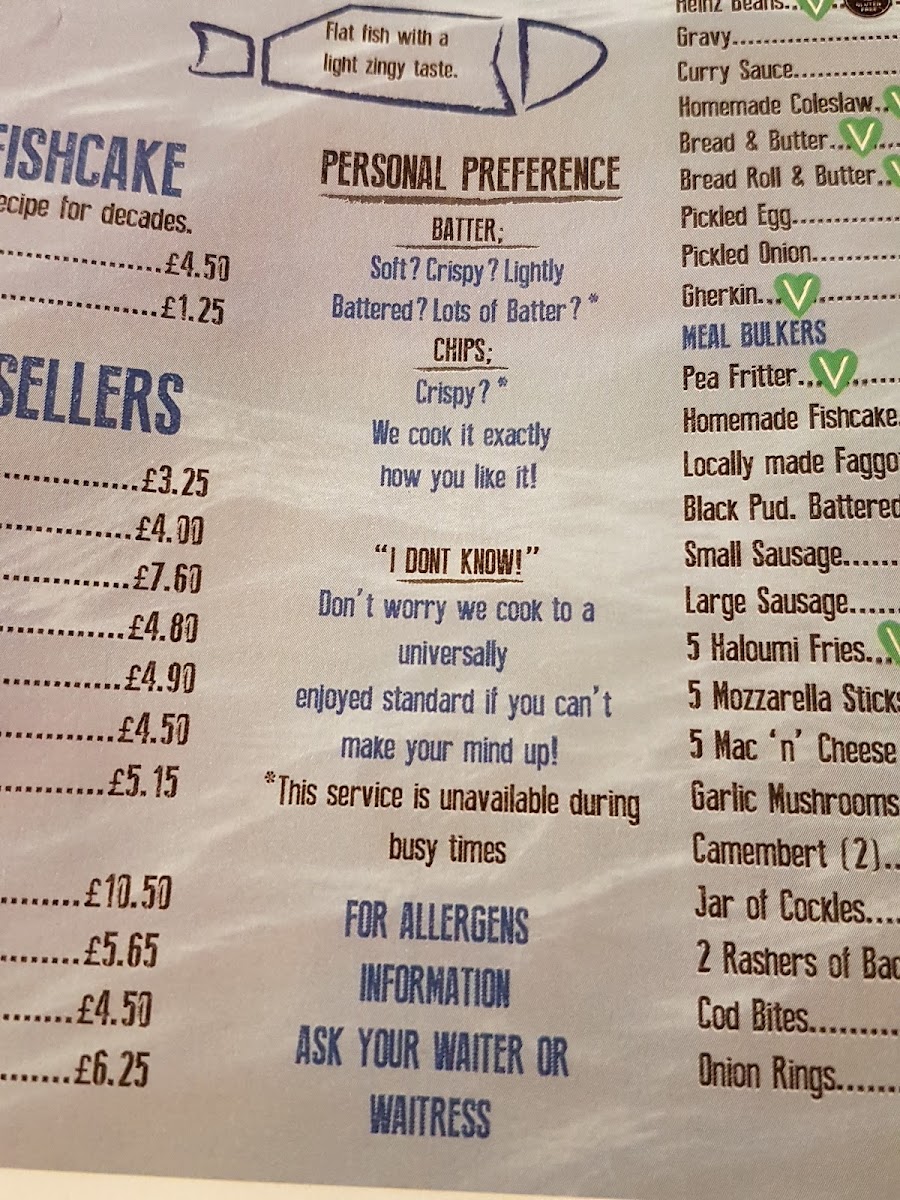 Flat fish with a
light zingy taste.
FISHCAKE
recipe for decades.
£4.50
£1.25
SELLERS
£3.25
£4.00
£7.60
£4.80
£4.90
£4.50
£5.15
£10.50
£5.65
£4.50
£6.25
PERSONAL PREFERENCE
BATTER;
Soft? Crispy? Lightly
Battered? Lots of Batter? *
CHIPS;
Crispy? *
We cook it exactly
how you like it!
“I DONT KNOW!”
Don't worry we cook to a
universally
enjoyed standard if you can't
make your mind up!
*This service is unavailable during
busy times
FOR ALLERGENS
INFORMATION
ASK YOUR WAITER OR
WAITRESS
Heinz Beans.. V GLUTEN FREE
Gravy
Curry Sauce
Homemade Coleslaw.. V
Bread & Butter... V
Bread Roll & Butter.. V
Pickled Egg
Pickled Onion
Gherkin... V
MEAL BULKERS
Pea Fritter... V
Homemade Fishcake
Locally made Faggo
Black Pud. Battered
Small Sausage
Large Sausage
5 Haloumi Fries... V
5 Mozzarella Sticks
5 Mac ‘n’ Cheese
Garlic Mushrooms
Camembert (2)
Jar of Cockles
2 Rashers of Bac
Cod Bites
Onion Rings